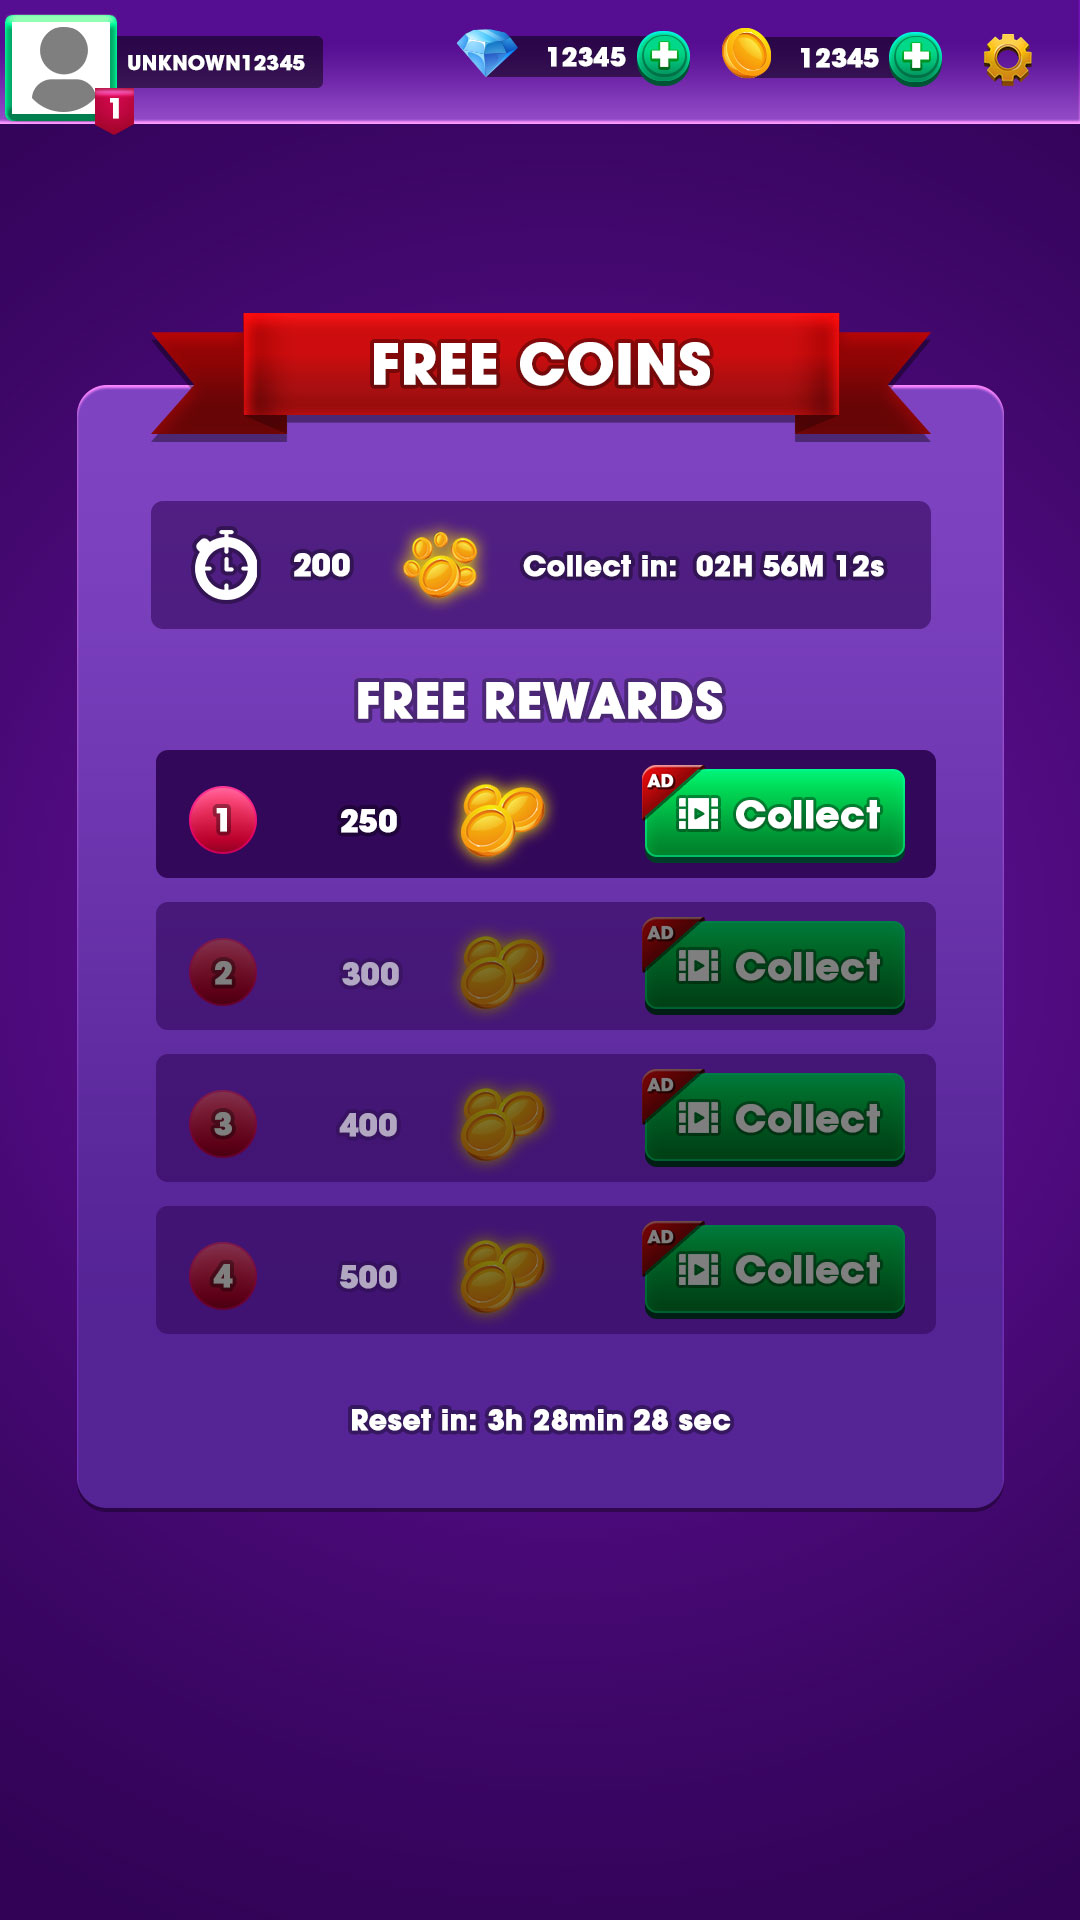 UNKNOWN12345
1
12345
12345
FREE COINS
200 Collect in: 02H 56M 12s
FREE REWARDS
1 250 AD Collect
2 300 AD Collect
3 400 AD Collect
4 500 AD Collect
Reset in: 3h 28min 28 sec